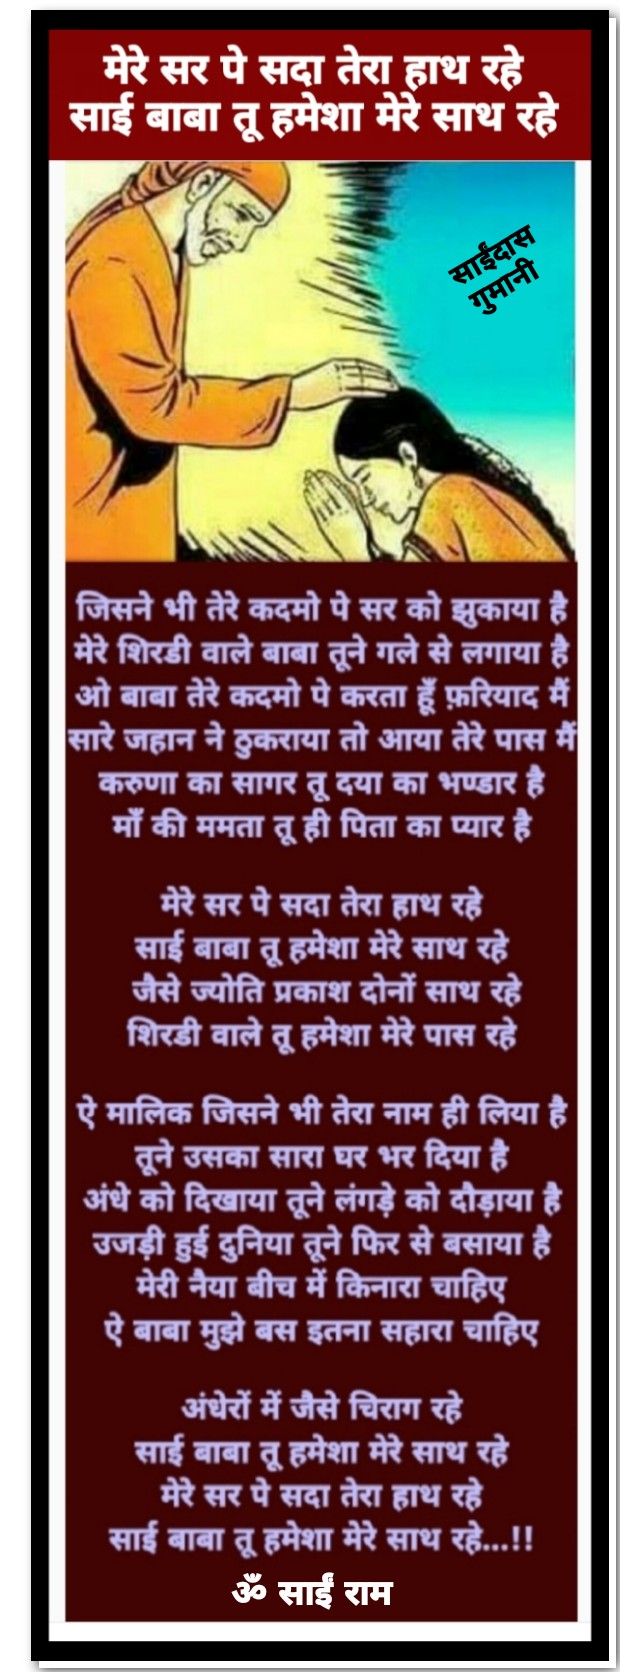 मेरे सर पे सदा तेरा हाथ रहे
साई बाबा तू हमेशा मेरे साथ रहे
साईंदास
गुमानी
जिसने भी तेरे कदमो पे सर को झुकाया है
मेरे शिरडी वाले बाबा तूने गले से लगाया है
ओ बाबा तेरे कदमो पे करता हूँ फ़रियाद मैं
सारे जहान ने ठुकराया तो आया तेरे पास मैं
करुणा का सागर तू दया का भण्डार है
माँ की ममता तू ही पिता का प्यार है
मेरे सर पे सदा तेरा हाथ रहे
साई बाबा तू हमेशा मेरे साथ रहे
जैसे ज्योति प्रकाश दोनों साथ रहे
शिरडी वाले तू हमेशा मेरे पास रहे
ऐ मालिक जिसने भी तेरा नाम ही लिया है
तूने उसका सारा घर भर दिया है
अंधे को दिखाया तूने लंगड़े को दौड़ाया है
उजड़ी हुई दुनिया तूने फिर से बसाया है
मेरी नैया बीच में किनारा चाहिए
ऐ बाबा मुझे बस इतना सहारा चाहिए
अंधेरों में जैसे चिराग रहे
साई बाबा तू हमेशा मेरे साथ रहे
मेरे सर पे सदा तेरा हाथ रहे
साई बाबा तू हमेशा मेरे साथ रहे...!!
ॐ साईं राम